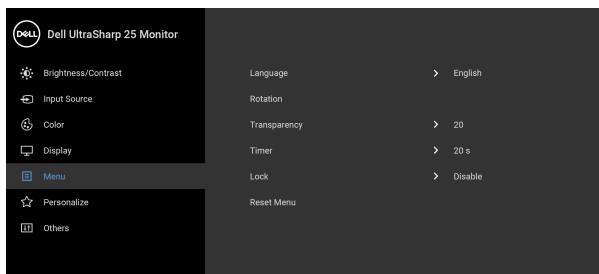 DELL Dell UltraSharp 25 Monitor
Brightness/Contrast
Input Source
Color
Display
Menu
Personalize
Others
Language > English
Rotation
Transparency > 20
Timer > 20 s
Lock > Disable
Reset Menu